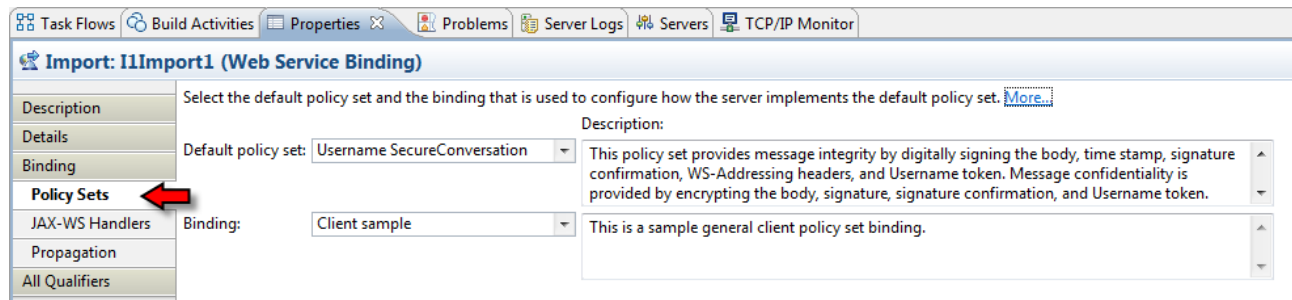 Task Flows Build Activities Properties Problems Server Logs Servers TCP/IP Monitor
Import: I1Import1 (Web Service Binding)
Description
Details
Binding
Policy Sets
JAX-WS Handlers
Propagation
All Qualifiers
Select the default policy set and the binding that is used to configure how the server implements the default policy set. More...
Description:
Default policy set: Username SecureConversation
This policy set provides message integrity by digitally signing the body, time stamp, signature
confirmation, WS-Addressing headers, and Username token. Message confidentiality is
provided by encrypting the body, signature, signature confirmation, and Username token.
Binding: Client sample
This is a sample general client policy set binding.